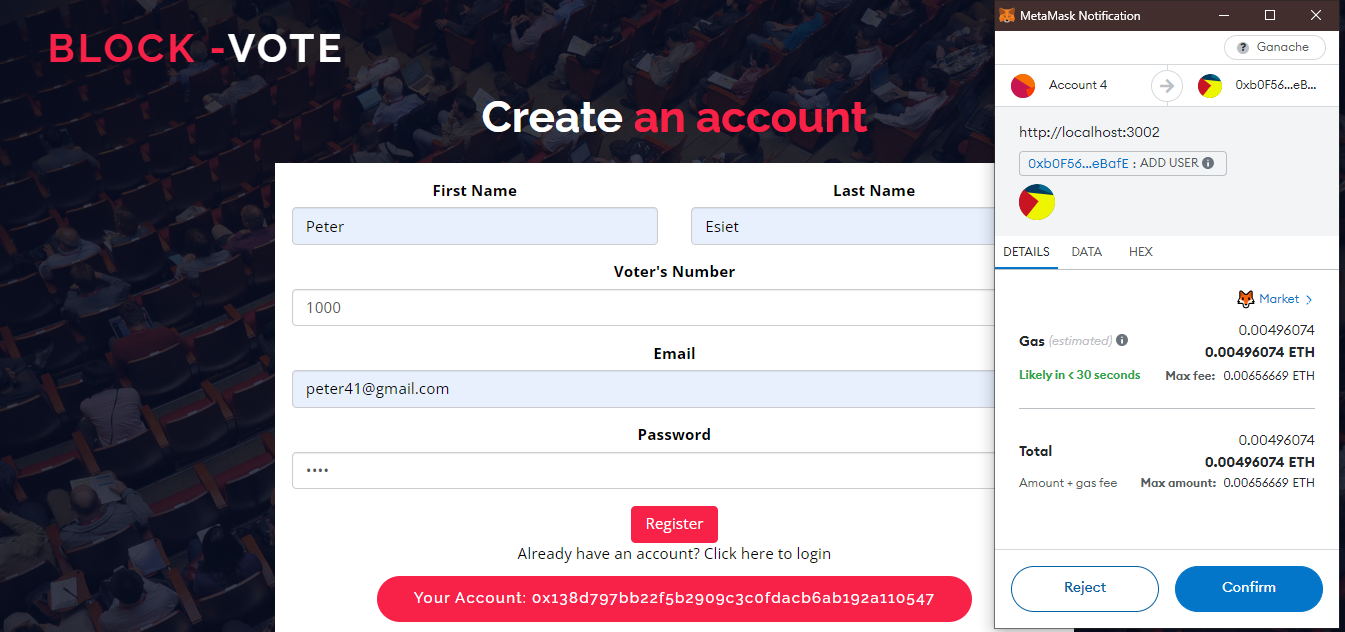 BLOCK -VOTE
Create an account
First Name
Last Name
Peter
Esiet
Voter's Number
1000
Email
peter41@gmail.com
Password
••••
Register
Already have an account? Click here to login
Your Account: 0x138d797bb22f5b2909c3c0fdacb6ab192a110547
MetaMask Notification
? Ganache
Account 4
0xb0F56...eB...
http://localhost:3002
0xb0F56...eBafE : ADD USER
DETAILS
DATA
HEX
Market >
Gas (estimated)
0.00496074
0.00496074 ETH
Likely in < 30 seconds
Max fee: 0.00656669 ETH
Total
0.00496074
0.00496074 ETH
Amount + gas fee
Max amount: 0.00656669 ETH
Reject
Confirm